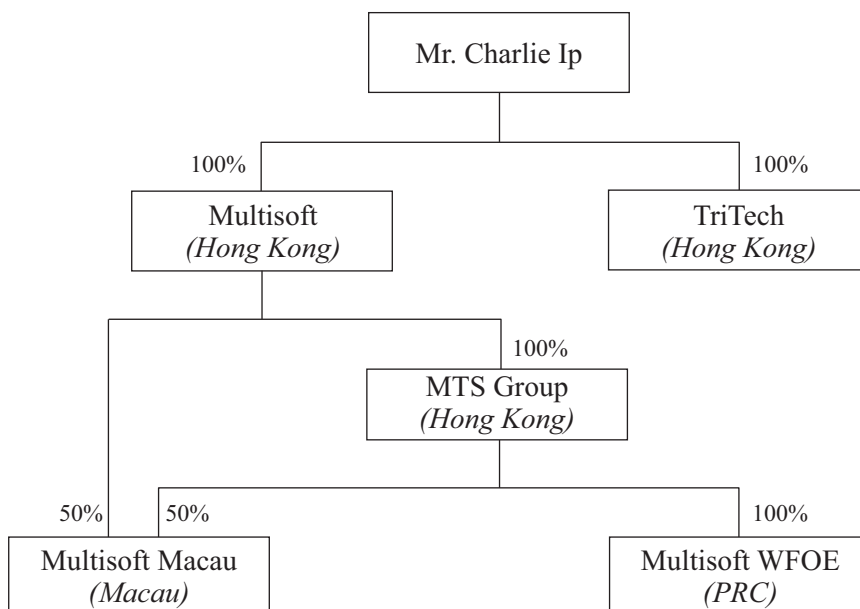 Mr. Charlie Ip
100%
100%
Multisoft
(Hong Kong)
TriTech
(Hong Kong)
100%
MTS Group
(Hong Kong)
50%
50%
100%
Multisoft Macau
(Macau)
Multisoft WFOE
(PRC)